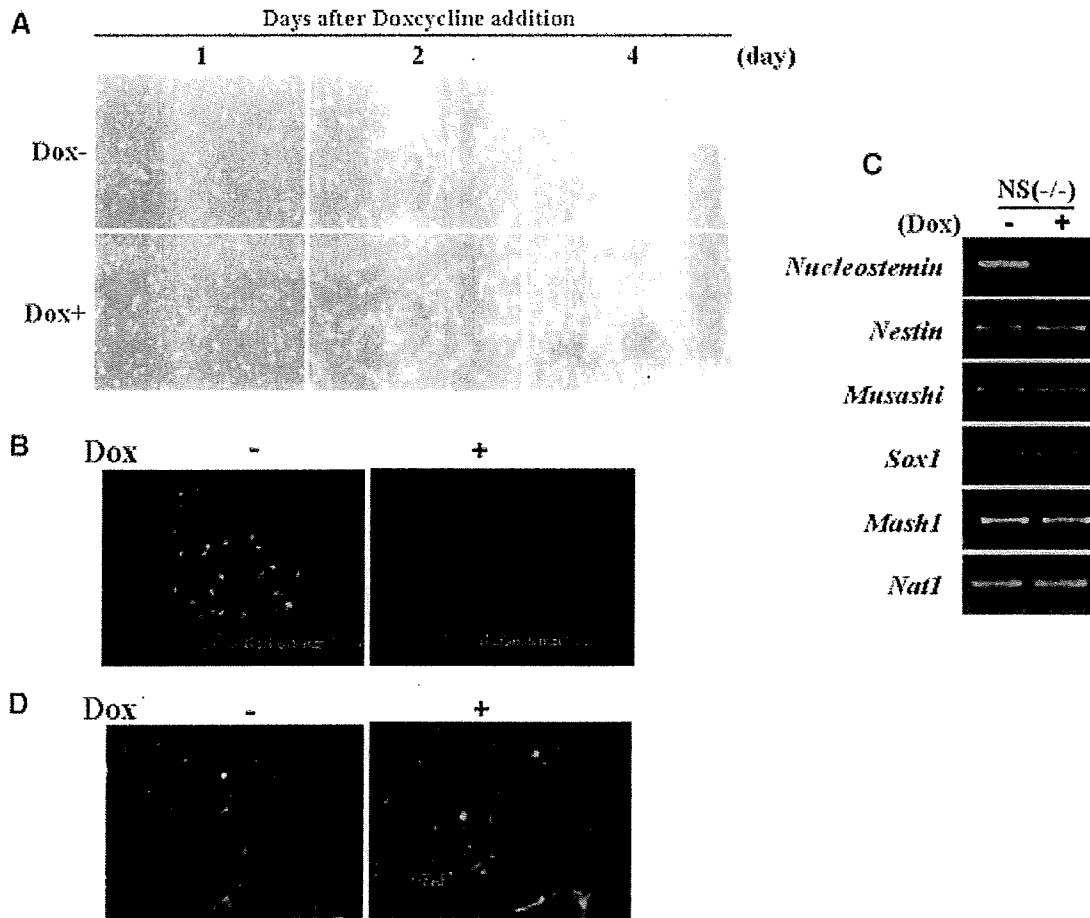 A
Days after Doxcycline addition
1 2 4 (day)
Dox-
Dox+
B Dox - +
C
NS(-/-)
(Dox) - +
Nucleostemin
Nestin
Musashi
Sox1
Mash1
Nat1
D Dox - +